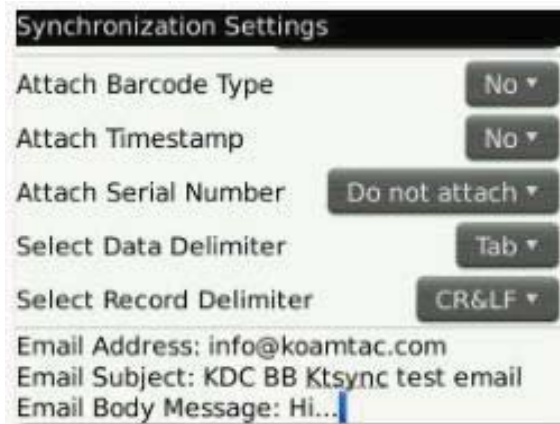 Synchronization Settings
Attach Barcode Type No
Attach Timestamp No
Attach Serial Number Do not attach
Select Data Delimiter Tab
Select Record Delimiter CR&LF
Email Address: info@koamtac.com
Email Subject: KDC BB Ktsync test email
Email Body Message: Hi...